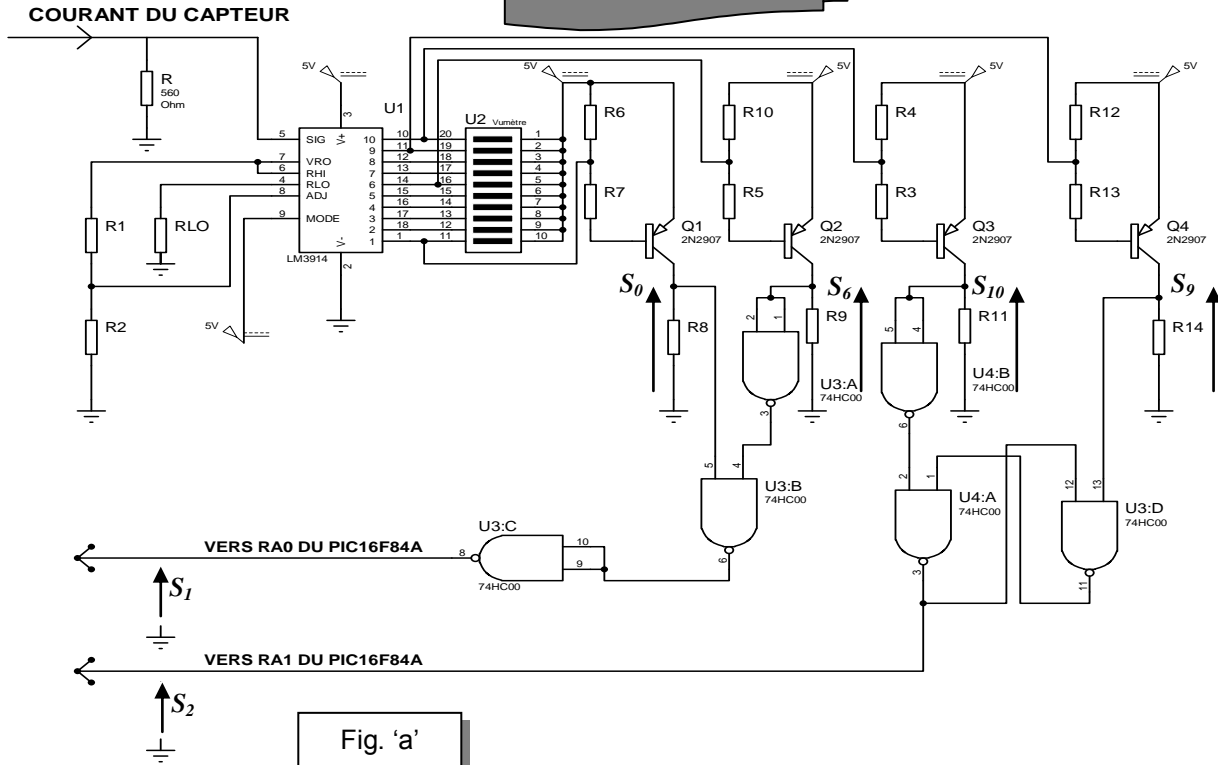 COURANT DU CAPTEUR
R
560
Ohm
5V
3
U1
5
SIG
V+
7
VRO
6
RHI
4
RLO
8
ADJ
9
MODE
V-
LM3914
2
10
9
8
7
6
5
4
3
2
1
10
11
12
13
14
15
16
17
18
1
U2
Vumètre
20
19
18
17
16
15
14
13
12
11
1
2
3
4
5
6
7
8
9
10
R1
R2
RLO
5V
5V
R6
R7
Q1
2N2907
S0
R8
5V
R10
R5
Q2
2N2907
S6
R9
2
1
U3:A
74HC00
3
5V
R4
R3
Q3
2N2907
S10
R11
5
4
U4:B
74HC00
6
5V
R12
R13
Q4
2N2907
S9
R14
5
4
U3:B
74HC00
6
2
1
U4:A
74HC00
3
12
13
U3:D
74HC00
11
U3:C
8
10
9
74HC00
VERS RA0 DU PIC16F84A
S1
VERS RA1 DU PIC16F84A
S2
Fig. ‘a’